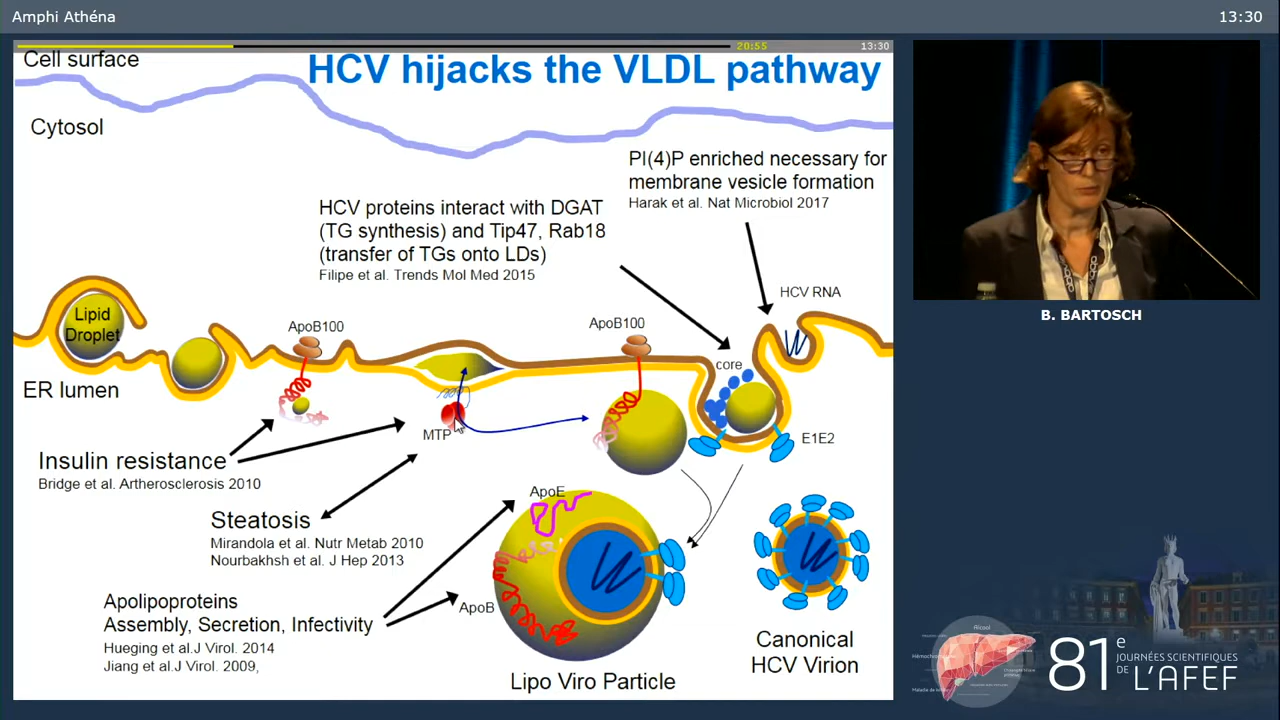 Amphi Athéna
13:30
20:55
13:30
Cell surface
HCV hijacks the VLDL pathway
Cytosol
PI(4)P enriched necessary for
membrane vesicle formation
Harak et al. Nat Microbiol 2017
HCV proteins interact with DGAT
(TG synthesis) and Tip47, Rab18
(transfer of TGs onto LDs)
Filipe et al. Trends Mol Med 2015
HCV RNA
Lipid
Droplet
ApoB100
ApoB100
core
ER lumen
MTP
E1E2
Insulin resistance
Bridge et al. Artherosclerosis 2010
Steatosis
Mirandola et al. Nutr Metab 2010
Nourbakhsh et al. J Hep 2013
ApoE
Apolipoproteins
Assembly, Secretion, Infectivity
Hueging et al.J Virol. 2014
Jiang et al.J Virol. 2009,
ApoB
Lipo Viro Particle
Canonical
HCV Virion
B. BARTOSCH
81e
JOURNÉES SCIENTIFIQUES
DE L'AFEF
Alcool